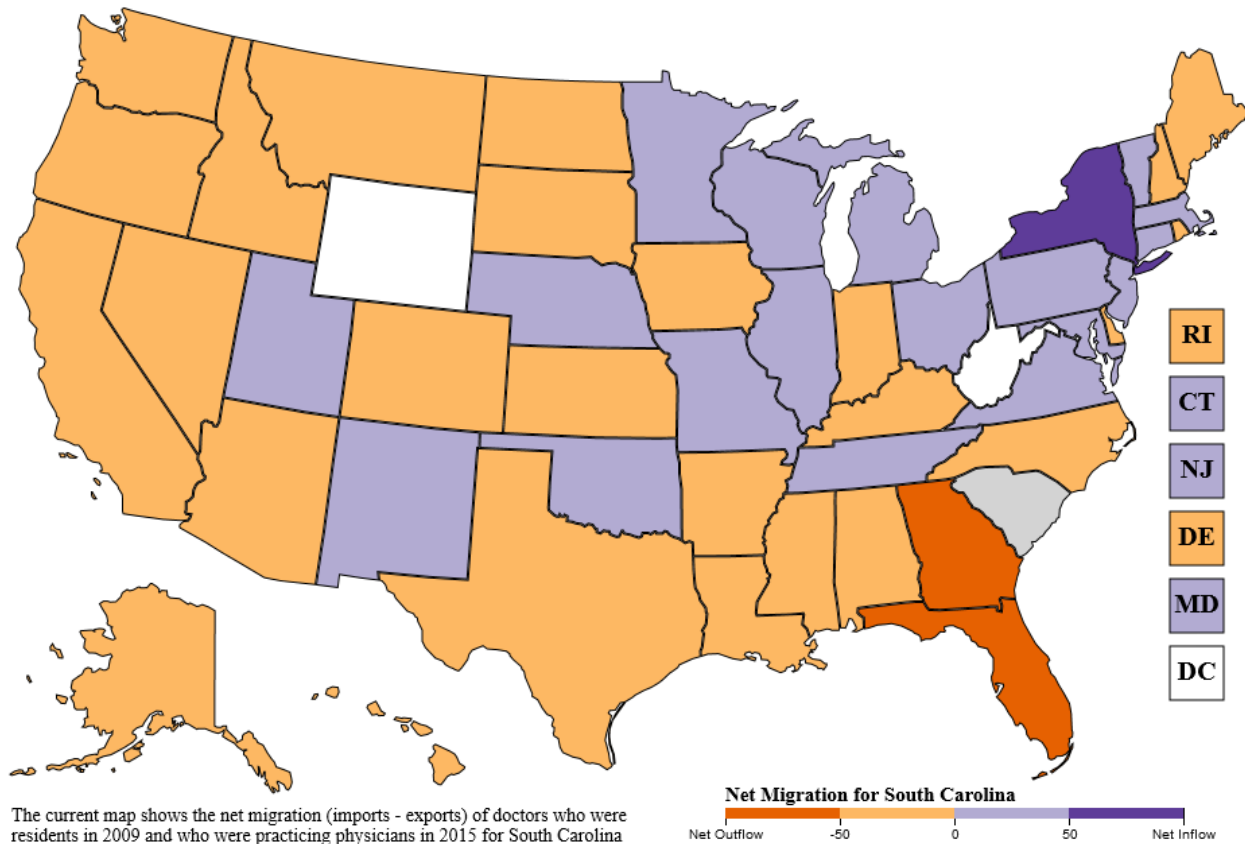 RI
CT
NJ
DE
MD
DC
The current map shows the net migration (imports - exports) of doctors who were
residents in 2009 and who were practicing physicians in 2015 for South Carolina
Net Migration for South Carolina
Net Outflow -50 0 50 Net Inflow